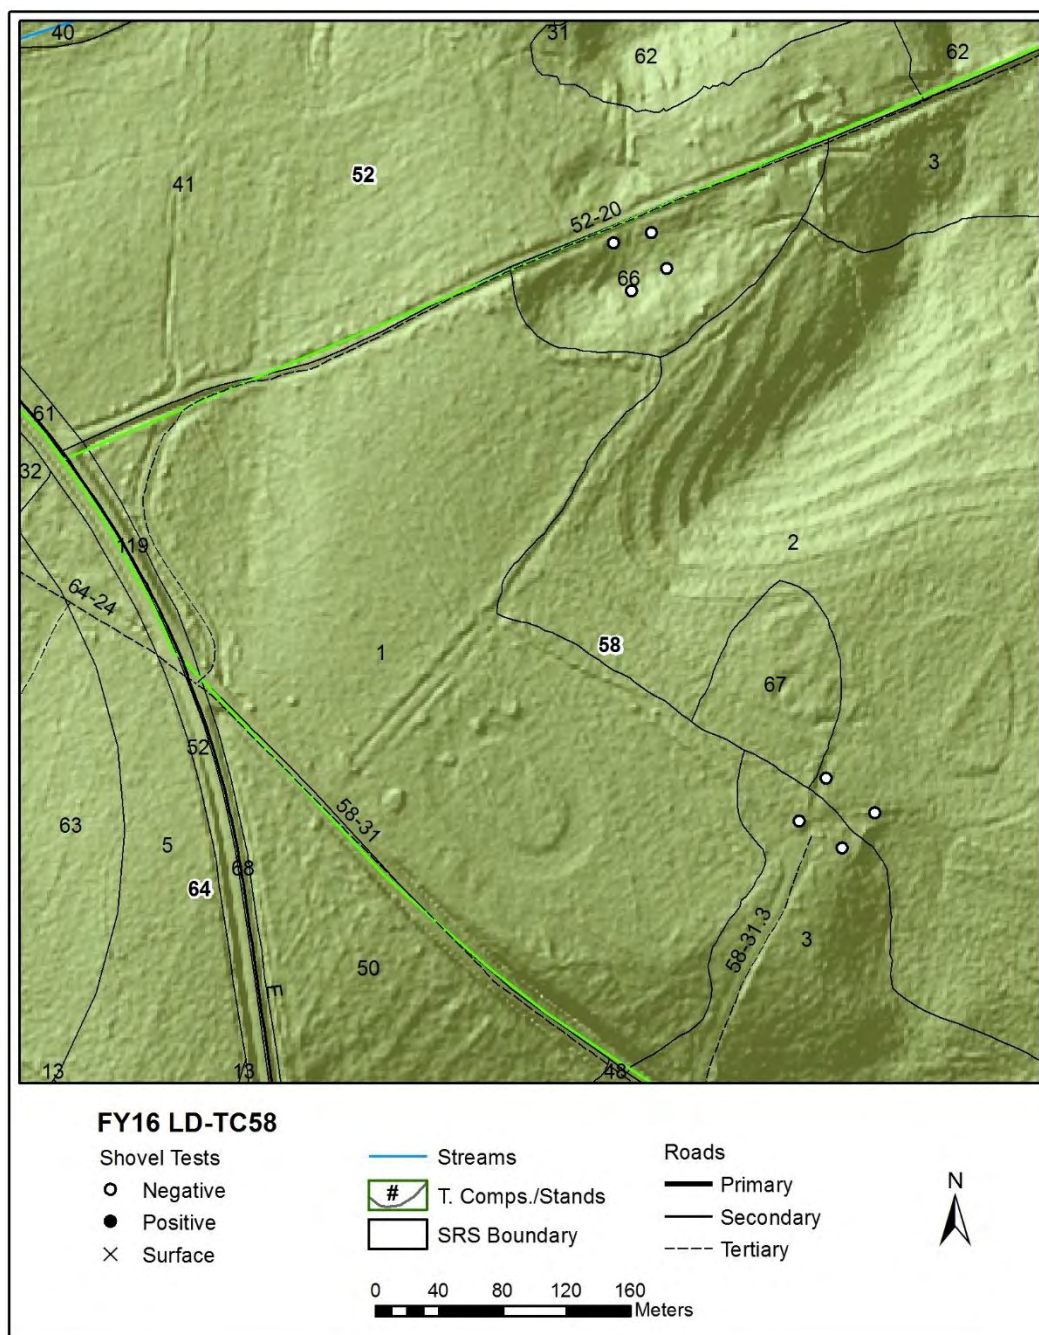 40
31
62
62
41
52
3
52-20
66
61
32
2
119
64-24
1
58
67
52
58-31
63
5
64
68
58-31.3
3
50
E
13
13
48
FY16 LD-TC58
Shovel Tests
Negative
Positive
Surface
Streams
# T. Comps./Stands
SRS Boundary
Roads
Primary
Secondary
Tertiary
N
0 40 80 120 160
Meters